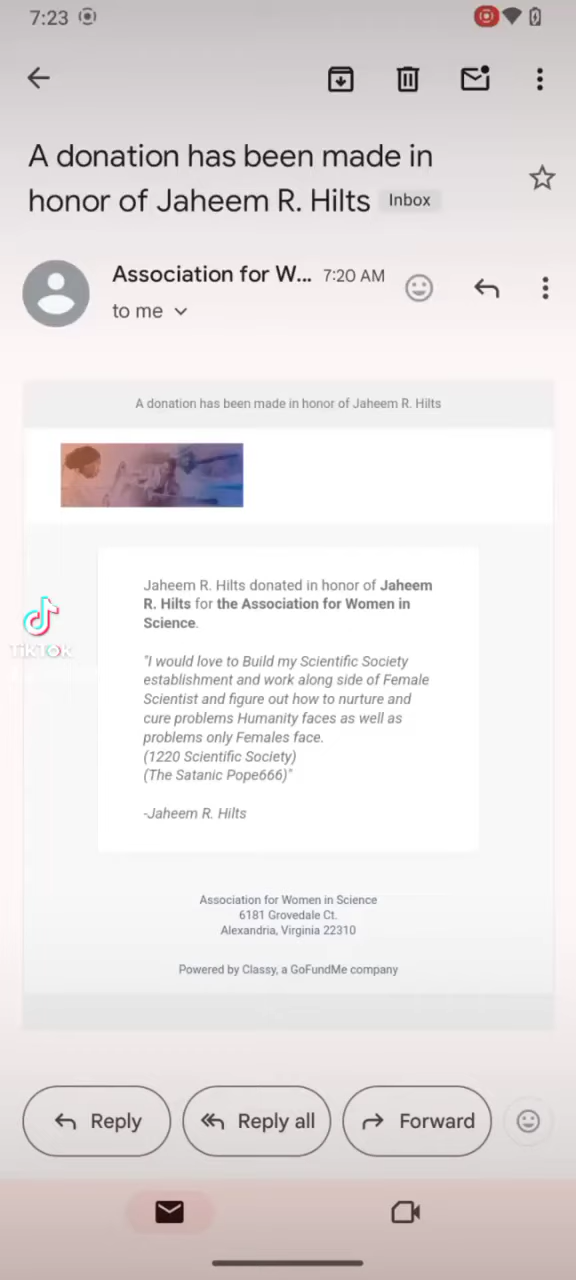 7:23
A donation has been made in
honor of Jaheem R. Hilts Inbox
Association for W... 7:20 AM
to me
A donation has been made in honor of Jaheem R. Hilts
Jaheem R. Hilts donated in honor of Jaheem
R. Hilts for the Association for Women in
Science.
"I would love to Build my Scientific Society
establishment and work along side of Female
Scientist and figure out how to nurture and
cure problems Humanity faces as well as
problems only Females face.
(1220 Scientific Society)
(The Satanic Pope666)"
-Jaheem R. Hilts
TikTok
Association for Women in Science
6181 Grovedale Ct.
Alexandria, Virginia 22310
Powered by Classy, a GoFundMe company
Reply Reply all Forward